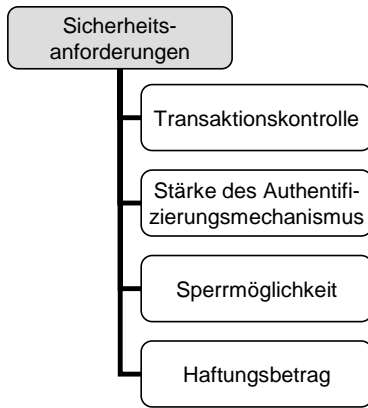 Sicherheits-
anforderungen
Transaktionskontrolle
Stärke des Authentifi-
zierungsmechanismus
Sperrmöglichkeit
Haftungsbetrag